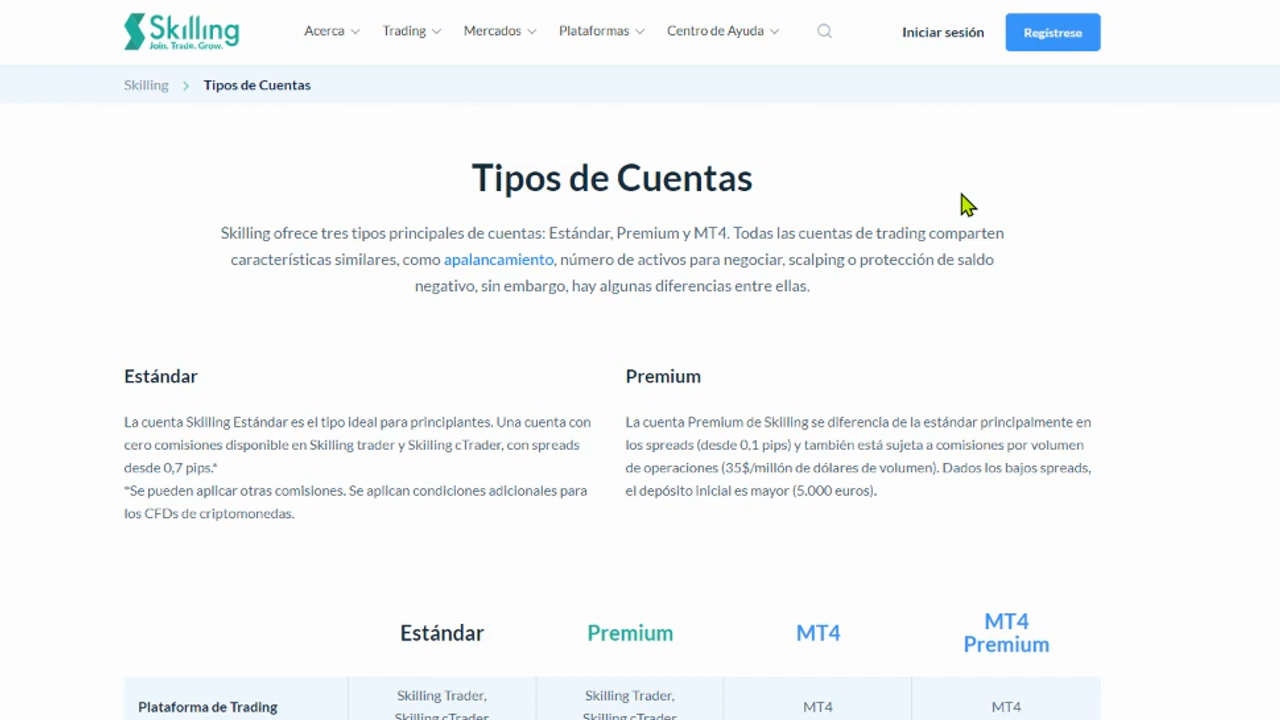 Skilling
Join. Trade. Grow.
Acerca
Trading
Mercados
Plataformas
Centro de Ayuda
Iniciar sesión
Regístrese
Skilling
Tipos de Cuentas
Tipos de Cuentas
Skilling ofrece tres tipos principales de cuentas: Estándar, Premium y MT4. Todas las cuentas de trading comparten
características similares, como apalancamiento, número de activos para negociar, scalping o protección de saldo
negativo, sin embargo, hay algunas diferencias entre ellas.
Estándar
La cuenta Skilling Estándar es el tipo ideal para principiantes. Una cuenta con
cero comisiones disponible en Skilling trader y Skilling cTrader, con spreads
desde 0,7 pips.*
*Se pueden aplicar otras comisiones. Se aplican condiciones adicionales para
los CFDs de criptomonedas.
Premium
La cuenta Premium de Skilling se diferencia de la estándar principalmente en
los spreads (desde 0,1 pips) y también está sujeta a comisiones por volumen
de operaciones (35$/millón de dólares de volumen). Dados los bajos spreads,
el depósito inicial es mayor (5.000 euros).
Estándar
Premium
MT4
MT4
Premium
Plataforma de Trading
Skilling Trader,
Skilling cTrader
Skilling Trader,
Skilling cTrader
MT4
MT4